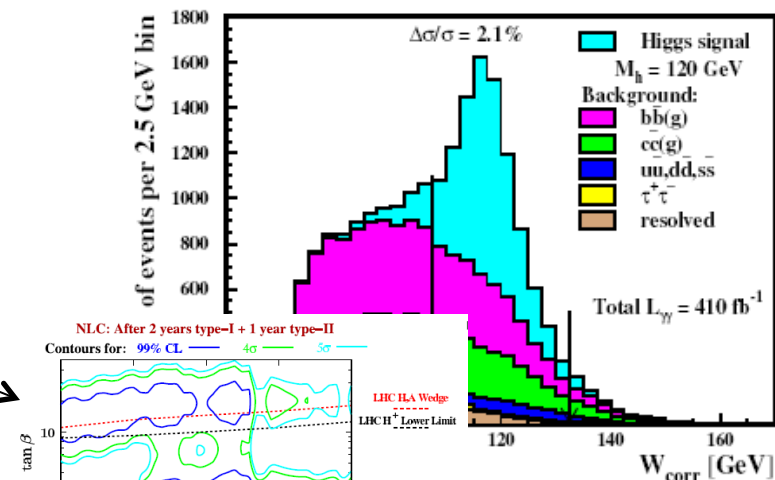 1800
Δσ/σ = 2.1%
1600
Higgs signal
M_h = 120 GeV
1400
Background:
bb̄(g)
1200
cc̄(g)
uū,dd̄,ss̄
1000
τ⁺τ⁻
resolved
800
of events per 2.5 GeV bin
600
Total L_γγ = 410 fb⁻¹
120
140
160
W_corr [GeV]
NLC: After 2 years type−I + 1 year type−II
Contours for: 99% CL 4σ 5σ
LHC H,A Wedge
LHC H⁺ Lower Limit
10
tan β